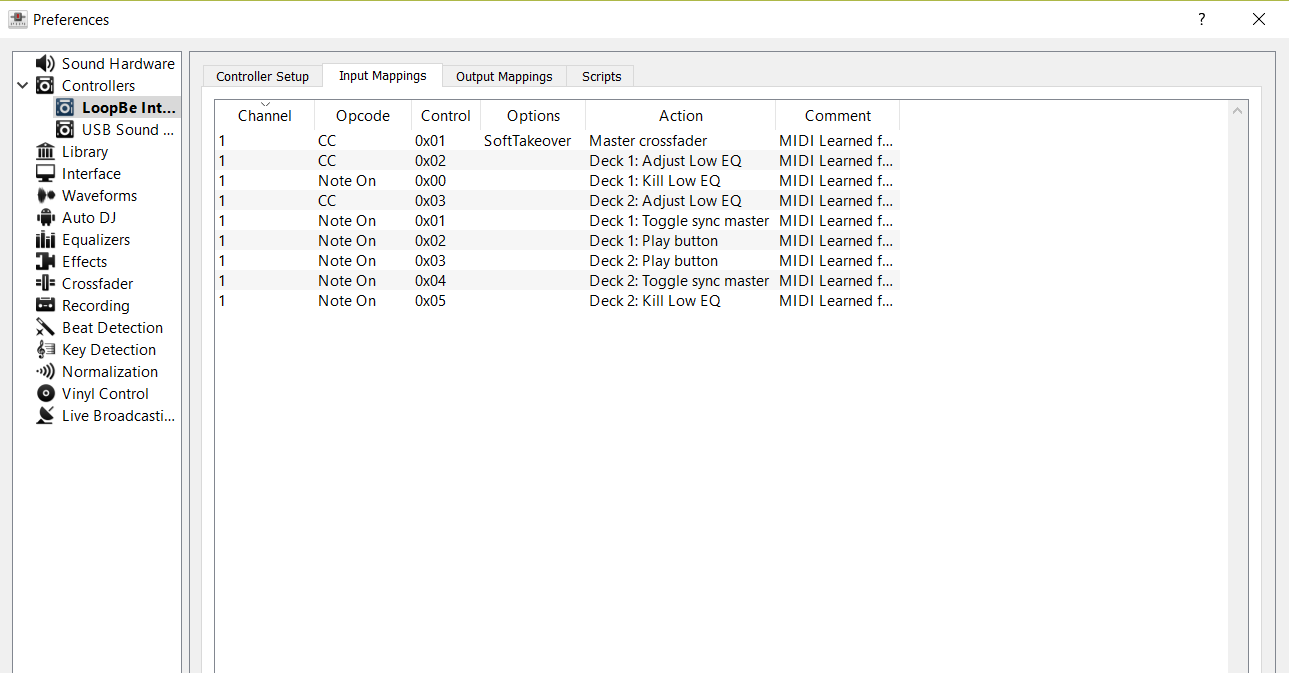 Preferences
?
Sound Hardware
Controllers
LoopBe Int...
USB Sound ...
Library
Interface
Waveforms
Auto DJ
Equalizers
Effects
Crossfader
Recording
Beat Detection
Key Detection
Normalization
Vinyl Control
Live Broadcasti...
Controller Setup Input Mappings Output Mappings Scripts
Channel Opcode Control Options Action Comment
1 CC 0x01 SoftTakeover Master crossfader MIDI Learned f...
1 CC 0x02 Deck 1: Adjust Low EQ MIDI Learned f...
1 Note On 0x00 Deck 1: Kill Low EQ MIDI Learned f...
1 CC 0x03 Deck 2: Adjust Low EQ MIDI Learned f...
1 Note On 0x01 Deck 1: Toggle sync master MIDI Learned f...
1 Note On 0x02 Deck 1: Play button MIDI Learned f...
1 Note On 0x03 Deck 2: Play button MIDI Learned f...
1 Note On 0x04 Deck 2: Toggle sync master MIDI Learned f...
1 Note On 0x05 Deck 2: Kill Low EQ MIDI Learned f...